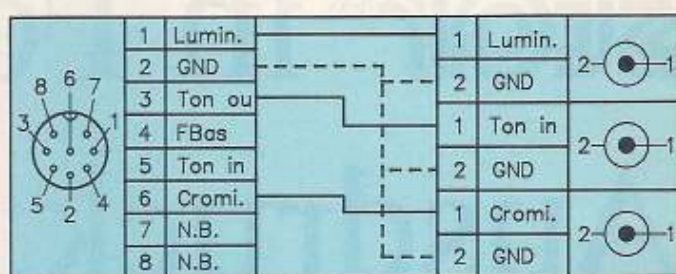 6
8 7
3 1
5 4
2
1 Lumin.
2 GND
3 Ton ou
4 FBas
5 Ton in
6 Cromi.
7 N.B.
8 N.B.
1 Lumin.
2 GND
1 Ton in
2 GND
1 Cromi.
2 GND
2 1
2 1
2 1